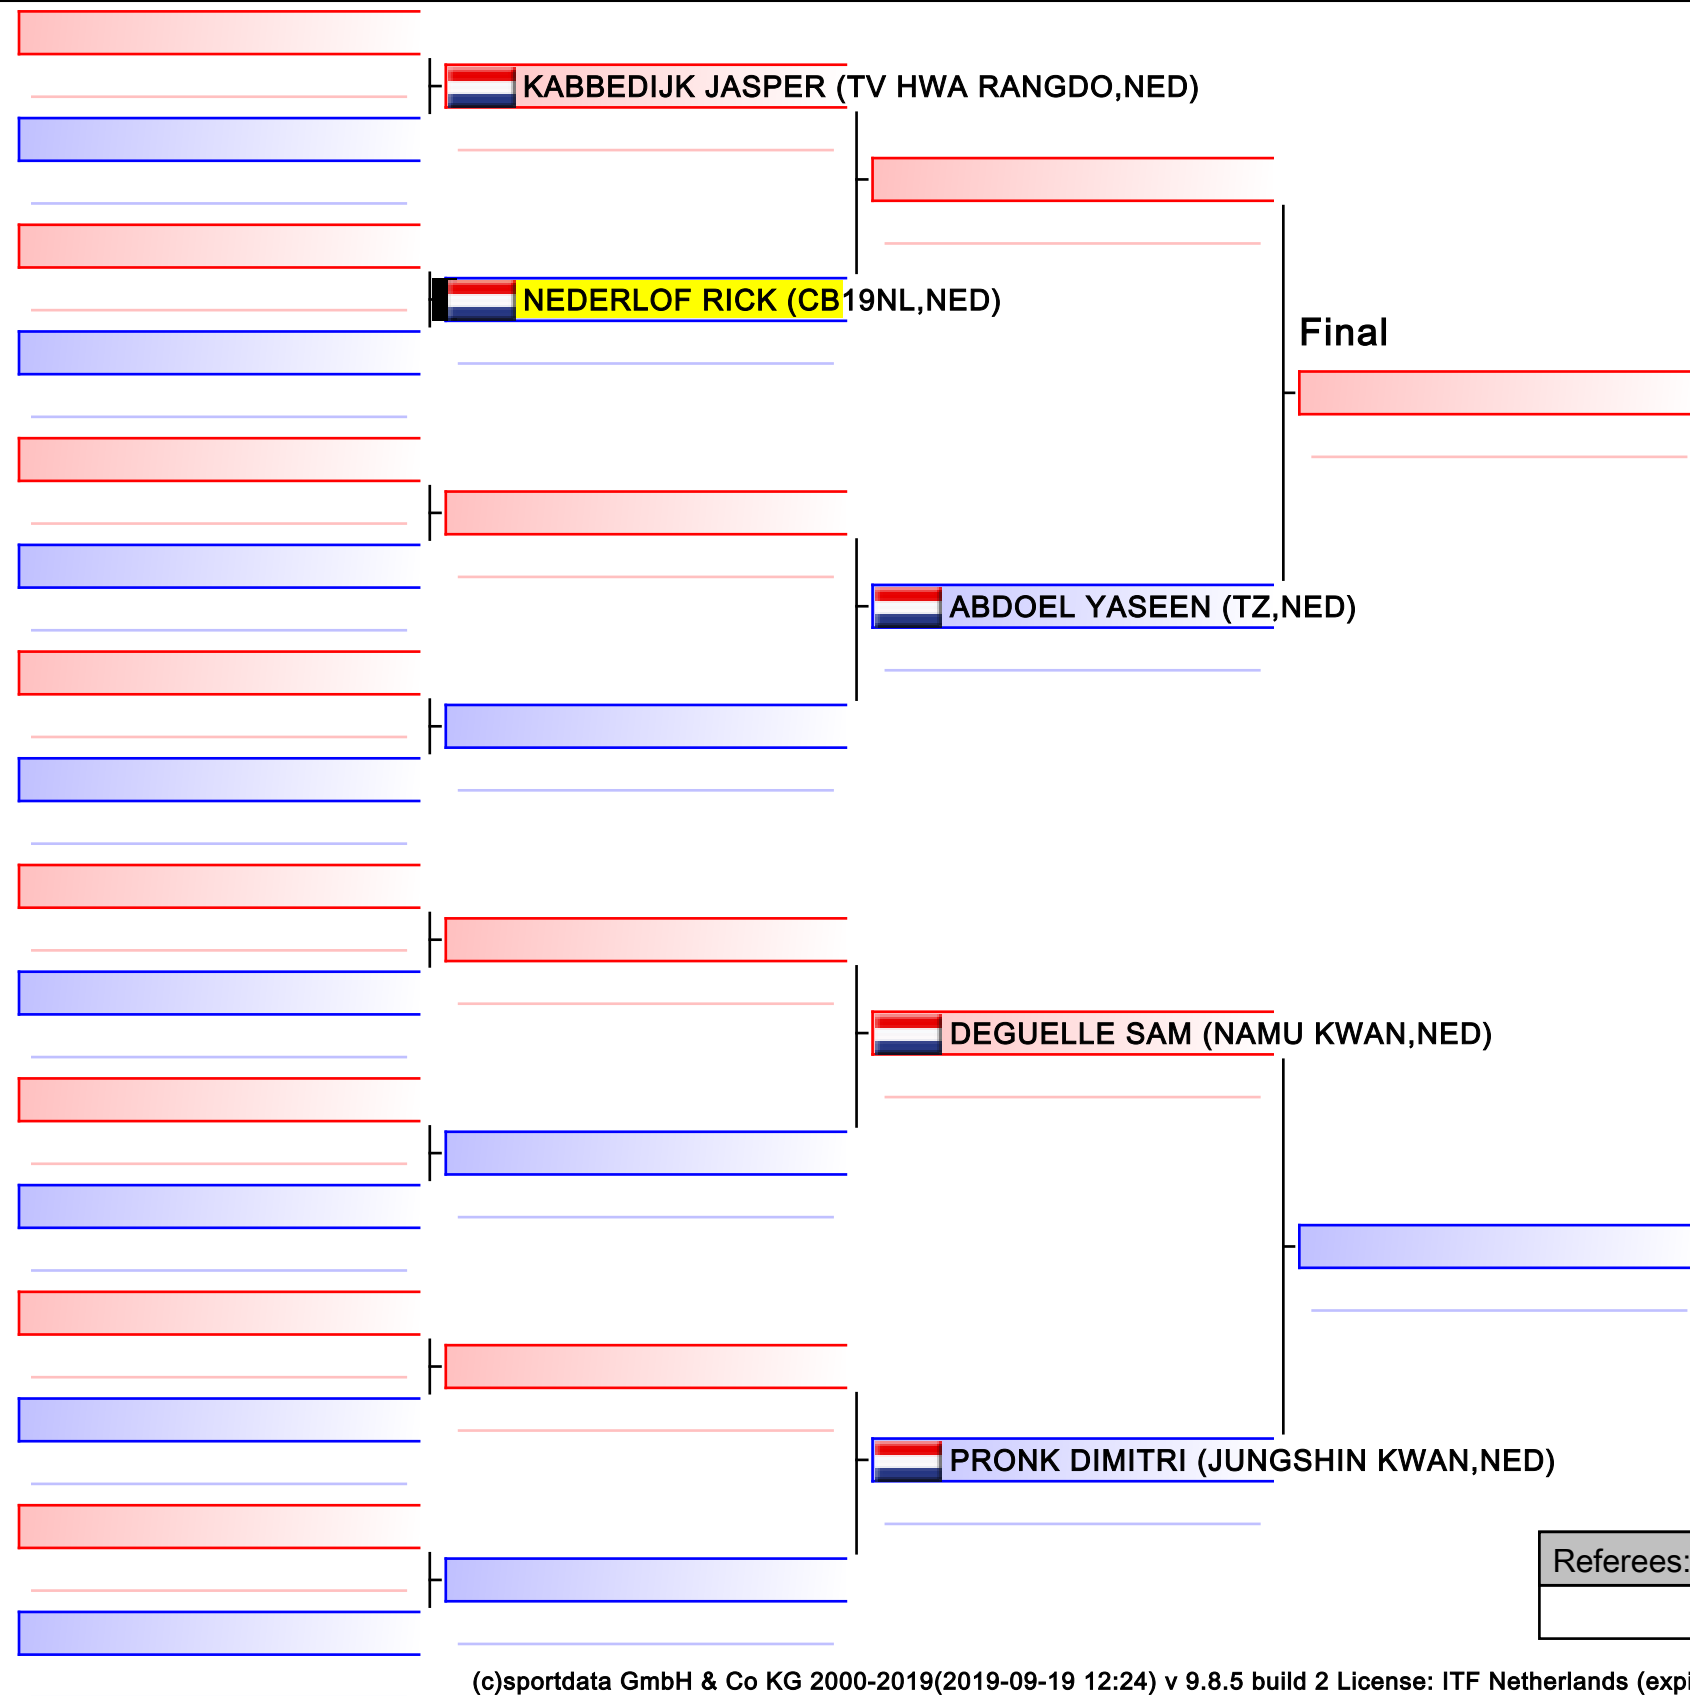 KABBEDIJK JASPER (TV HWA RANGDO,NED)
NEDERLOF RICK (CB19NL,NED)
Final
ABDOEL YASEEN (TZ,NED)
DEGUELLE SAM (NAMU KWAN,NED)
PRONK DIMITRI (JUNGSHIN KWAN,NED)
Referees:
(c)sportdata GmbH & Co KG 2000-2019(2019-09-19 12:24) v 9.8.5 build 2 License: ITF Netherlands (expi